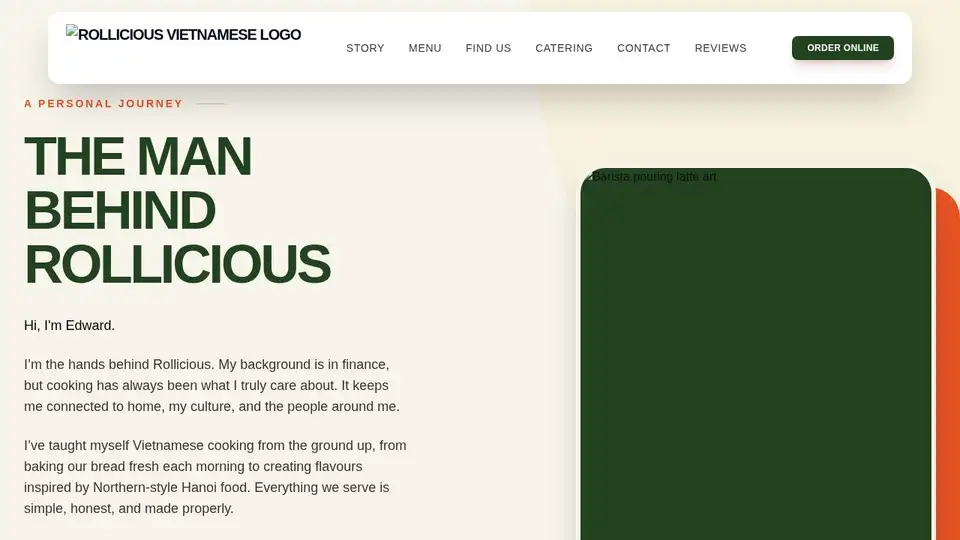 ROLLICIOUS VIETNAMESE LOGO
STORY
MENU
FIND US
CATERING
CONTACT
REVIEWS
ORDER ONLINE
A PERSONAL JOURNEY
THE MAN
BEHIND
ROLLICIOUS
Barista pouring latte art
Hi, I'm Edward.
I’m the hands behind Rollicious. My background is in finance,
but cooking has always been what I truly care about. It keeps
me connected to home, my culture, and the people around me.
I’ve taught myself Vietnamese cooking from the ground up, from
baking our bread fresh each morning to creating flavours
inspired by Northern-style Hanoi food. Everything we serve is
simple, honest, and made properly.